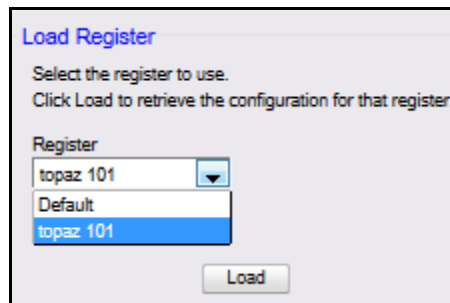 Load Register
Select the register to use.
Click Load to retrieve the configuration for that register
Register
topaz 101
Default
topaz 101
Load